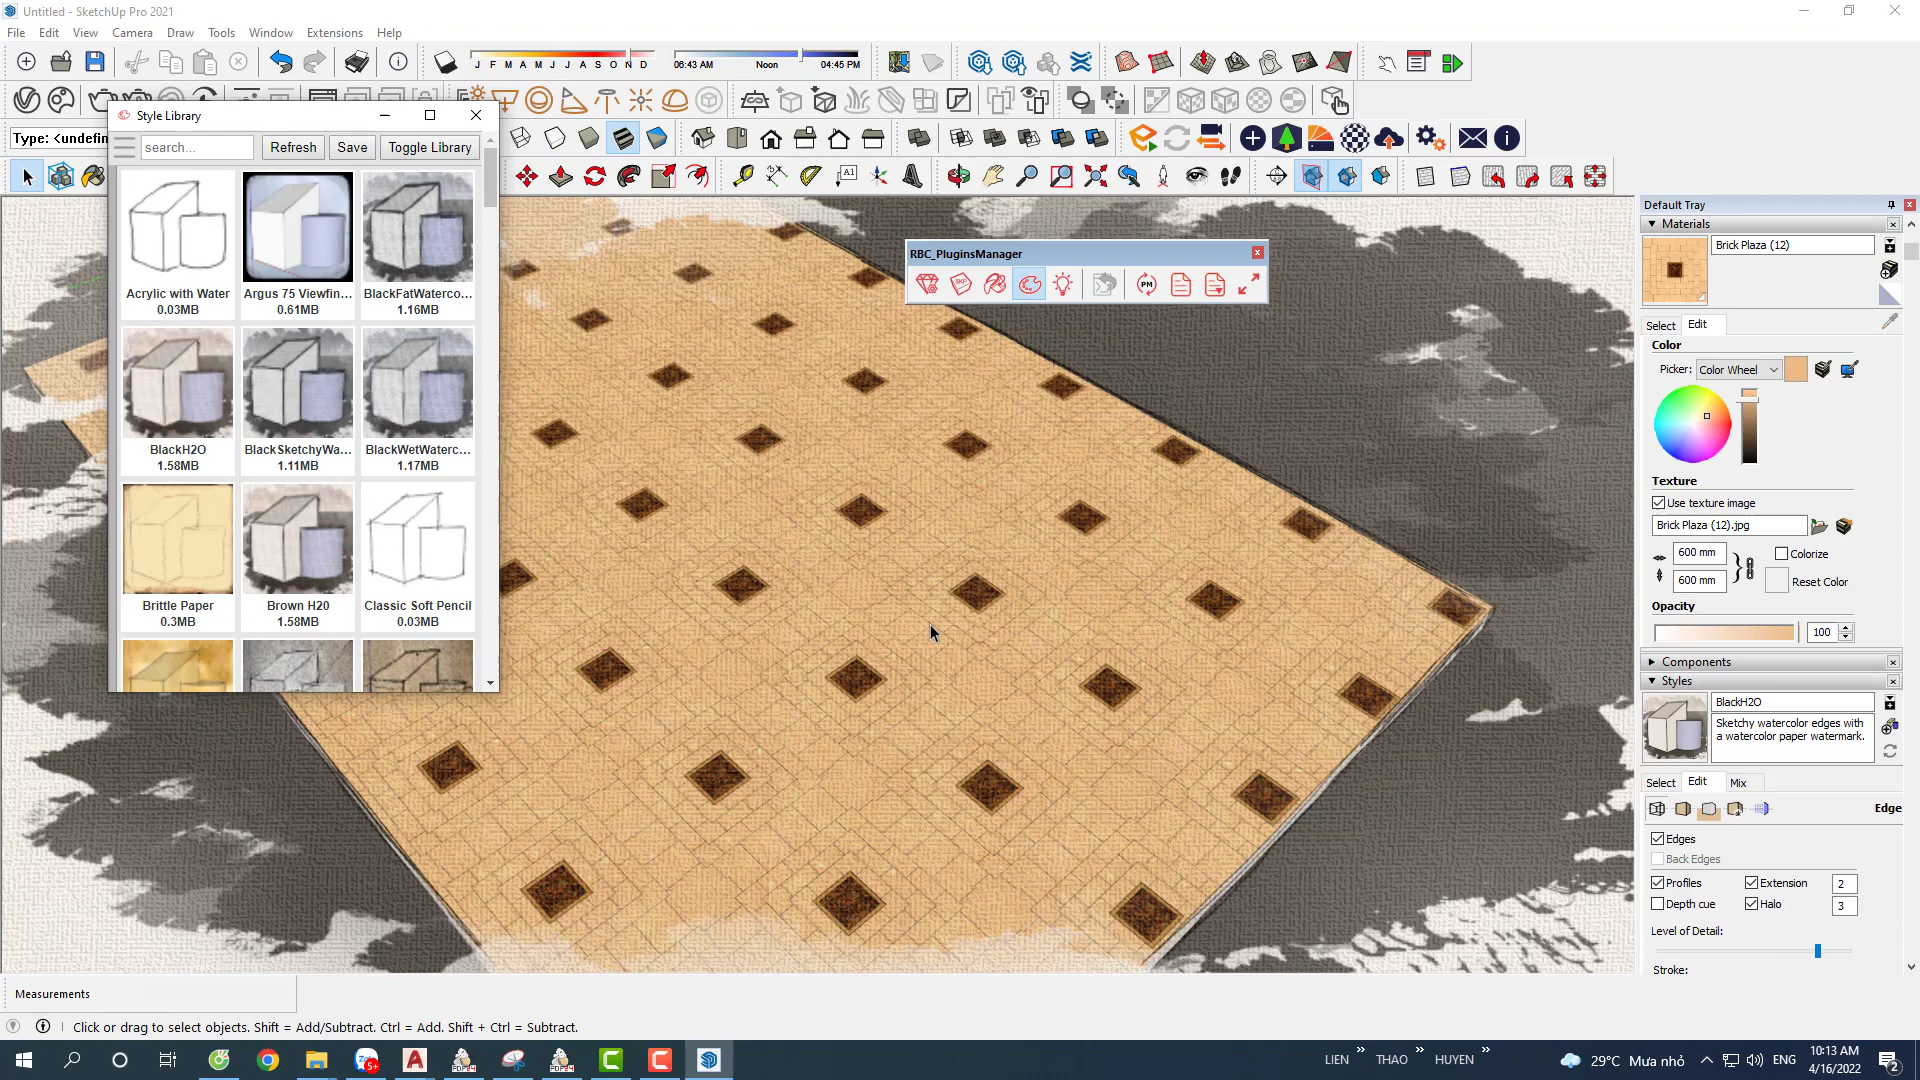 Untitled - SketchUp Pro 2021
File Edit View Camera Draw Tools Window Extensions Help
J F M A M J J A S O N D
06:43 AM Noon 04:45 PM
Style Library
Type: <undefin
search...
Refresh
Save
Toggle Library
A1
Acrylic with Water
0.03MB
Argus 75 Viewfin...
0.61MB
BlackFatWaterco...
1.16MB
BlackH2O
1.58MB
BlackSketchyWa...
1.11MB
BlackWetWaterc...
1.17MB
Brittle Paper
0.3MB
Brown H20
1.58MB
Classic Soft Pencil
0.03MB
RBC_PluginsManager
SKP
PM
Default Tray
Materials
Brick Plaza (12)
Select Edit
Color
Picker: Color Wheel
Texture
Use texture image
Brick Plaza (12).jpg
600 mm
Colorize
600 mm
Reset Color
Opacity
100
Components
Styles
BlackH2O
Sketchy watercolor edges with
a watercolor paper watermark.
Select Edit Mix
Edge
Edges
Back Edges
Profiles
Extension 2
Depth cue
Halo 3
Level of Detail:
Stroke:
Measurements
Click or drag to select objects. Shift = Add/Subtract. Ctrl = Add. Shift + Ctrl = Subtract.
5+
LIEN
THAO
HUYEN
29°C Mưa nhỏ
ENG
10:13 AM
4/16/2022
2